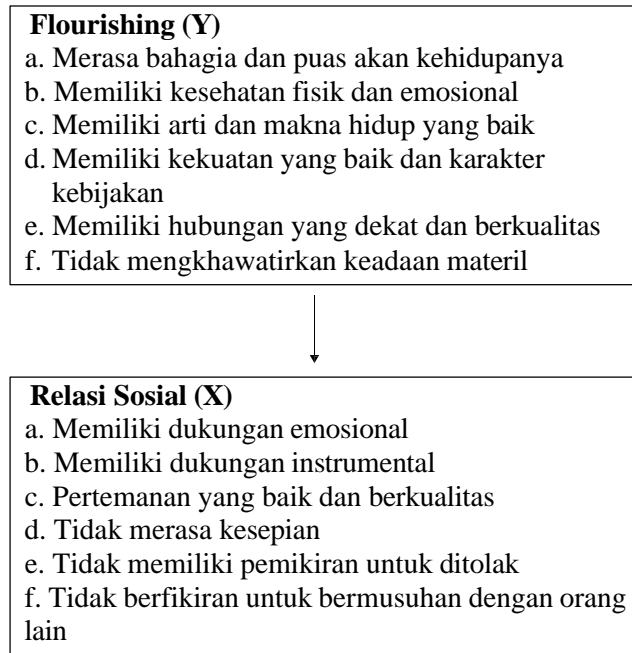 Flourishing (Y)
a. Merasa bahagia dan puas akan kehidupanya
b. Memiliki kesehatan fisik dan emosional
c. Memiliki arti dan makna hidup yang baik
d. Memiliki kekuatan yang baik dan karakter
kebijakan
e. Memiliki hubungan yang dekat dan berkualitas
f. Tidak mengkhawatirkan keadaan materil
Relasi Sosial (X)
a. Memiliki dukungan emosional
b. Memiliki dukungan instrumental
c. Pertemanan yang baik dan berkualitas
d. Tidak merasa kesepian
e. Tidak memiliki pemikiran untuk ditolak
f. Tidak berfikiran untuk bermusuhan dengan orang
lain